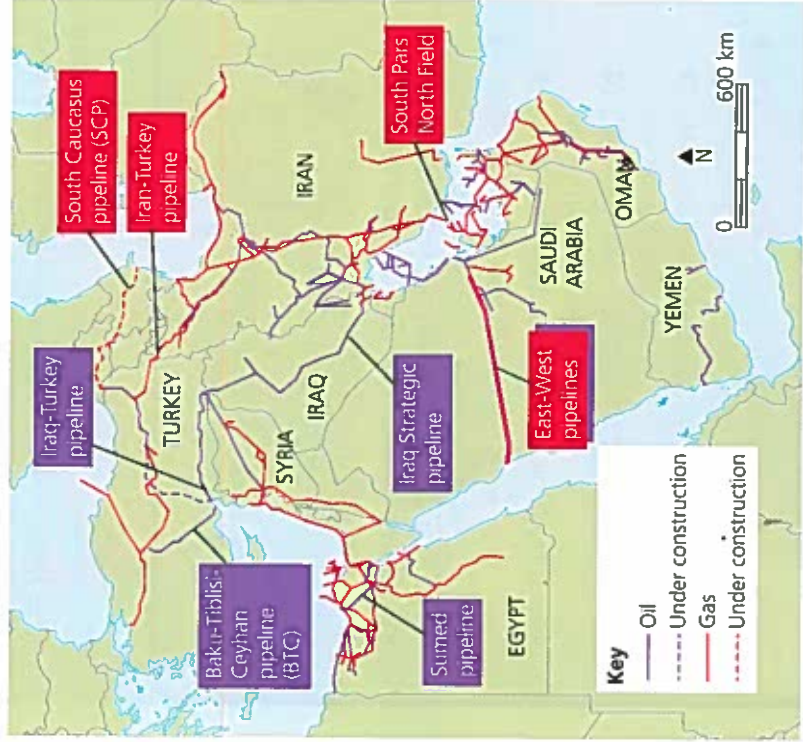 South Caucasus
pipeline (SCP)
Iran-Turkey
pipeline
Iraq-Turkey
pipeline
South Pars
North Field
Baku-Tiblisi-
Ceyhan
pipeline
(BTC)
Sumed
pipeline
Iraq Strategic
pipeline
East-West
pipelines
TURKEY
SYRIA
IRAQ
IRAN
SAUDI
ARABIA
OMAN
YEMEN
EGYPT
Key
Oil
Under construction
Gas
Under construction
N
0 600 km